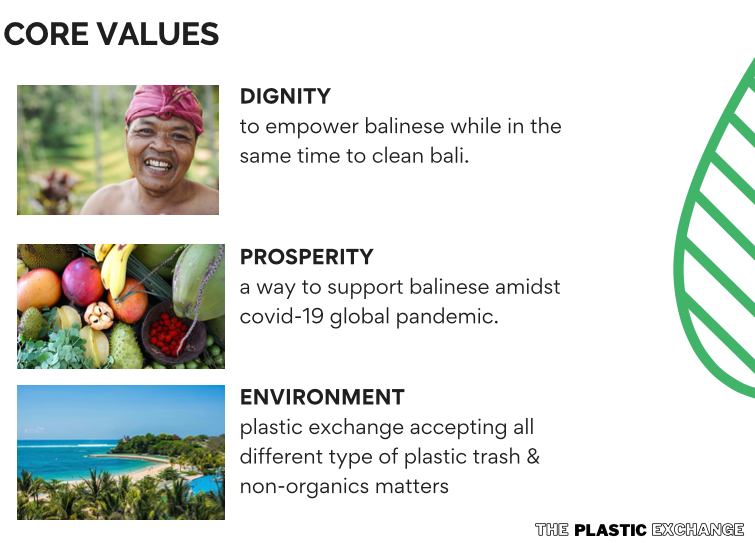 CORE VALUES
DIGNITY
to empower balinese while in the
same time to clean bali.
PROSPERITY
a way to support balinese amidst
covid-19 global pandemic.
ENVIRONMENT
plastic exchange accepting all
different type of plastic trash &
non-organics matters
THE PLASTIC EXCHANGE